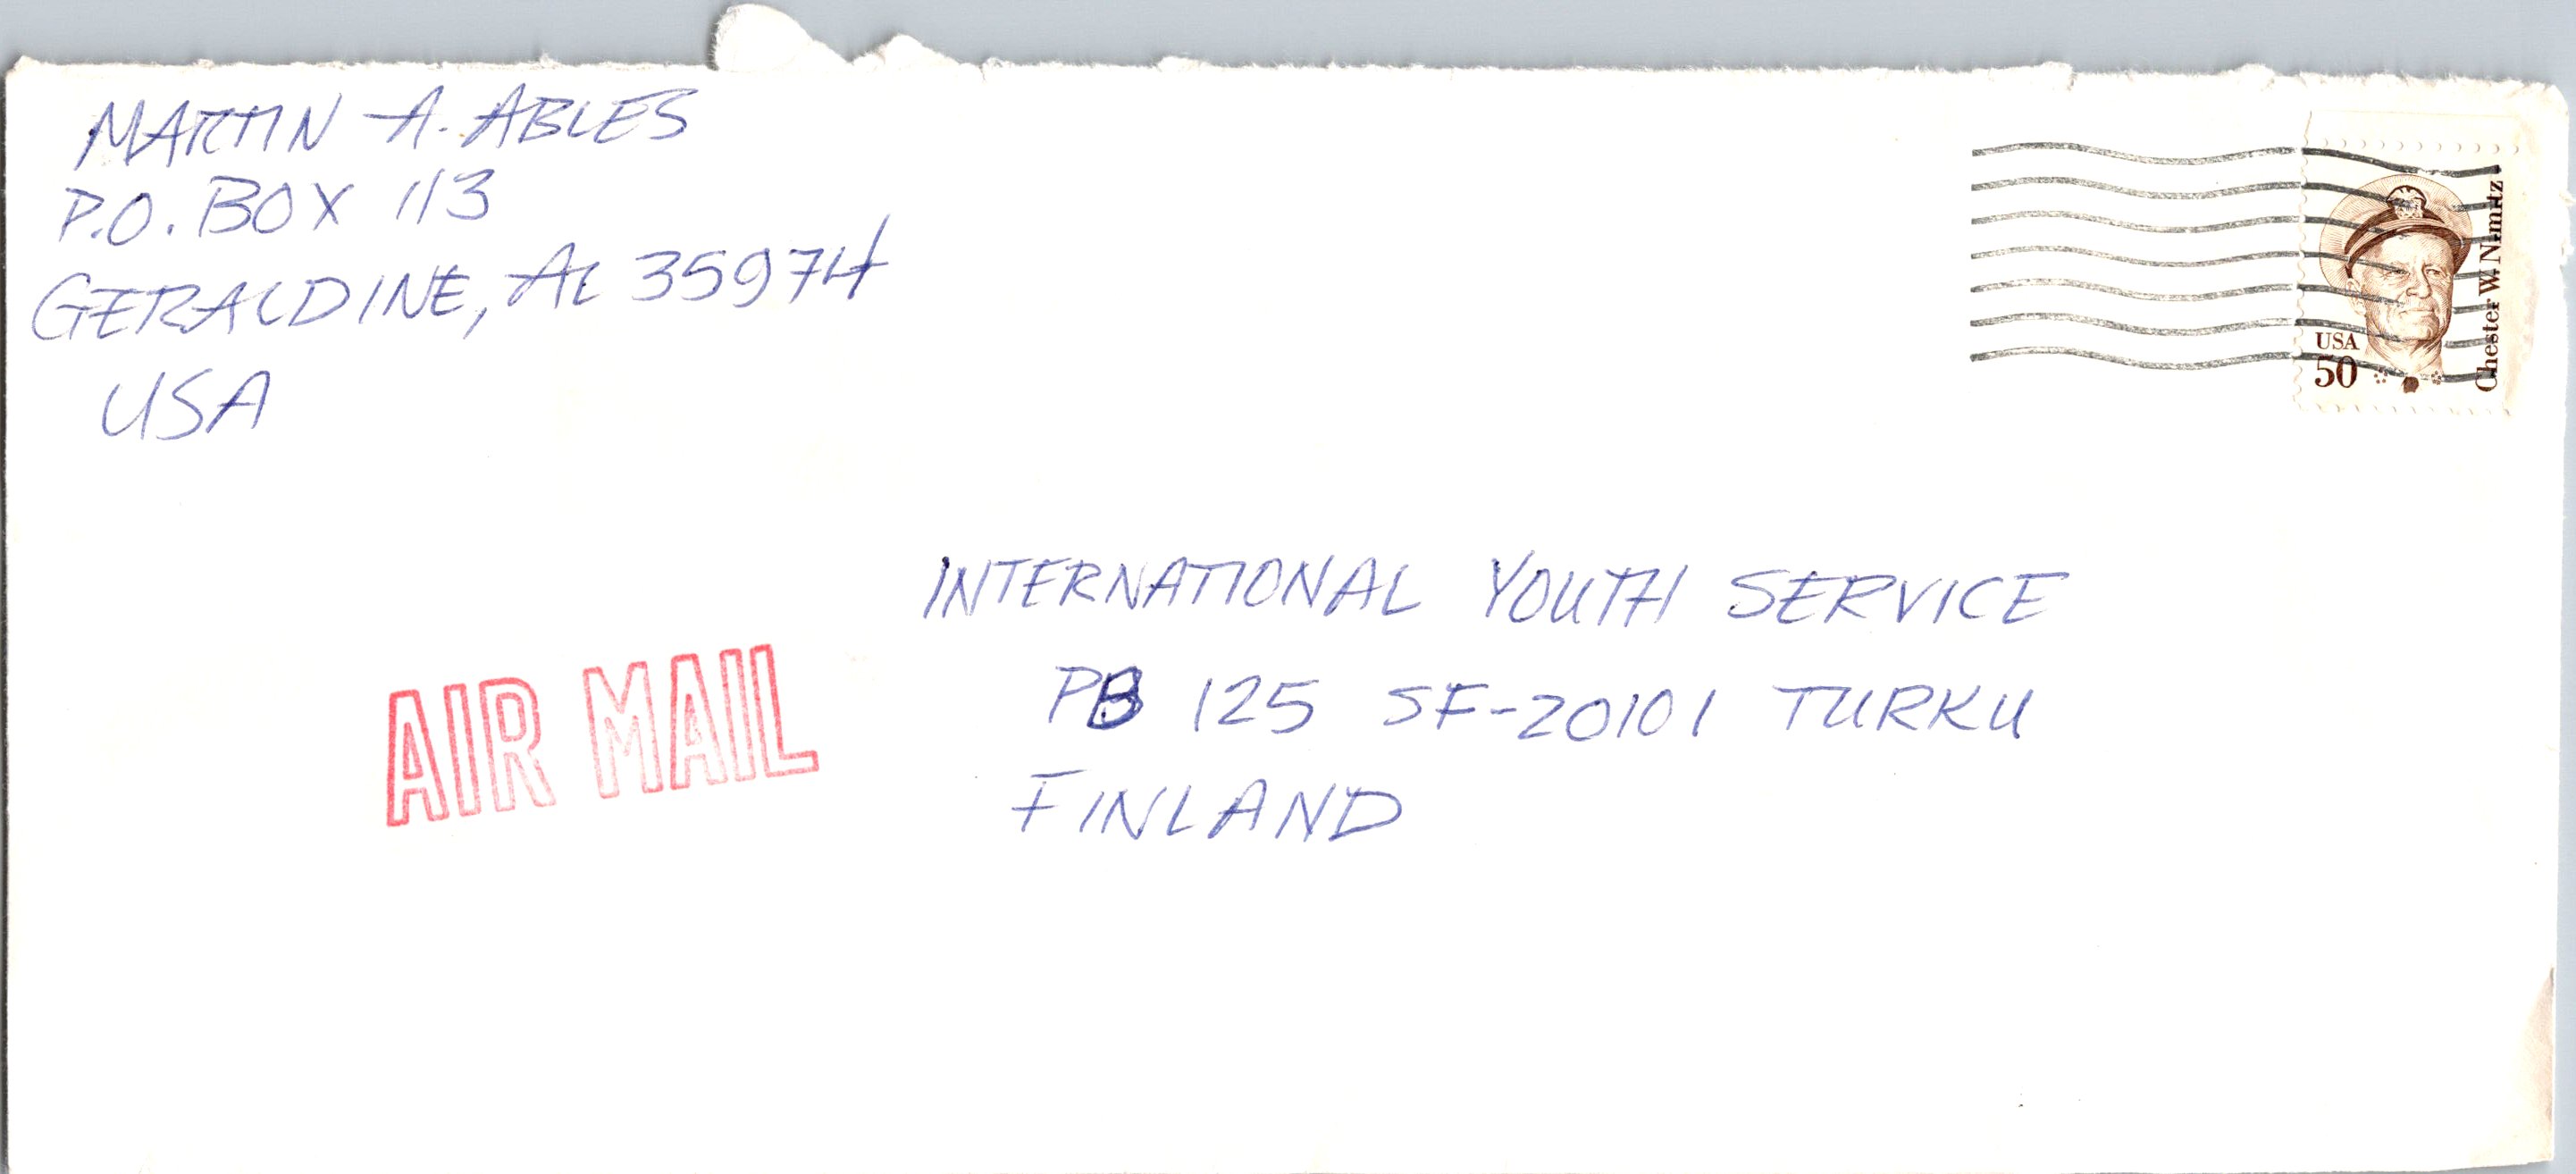 MARTIN A. ABLES
P.O. BOX 113
GERALDINE, AL 35974
USA
Chester W. Nimitz
USA
50
INTERNATIONAL YOUTH SERVICE
PB 125 SF-20101 TURKU
FINLAND
AIR MAIL